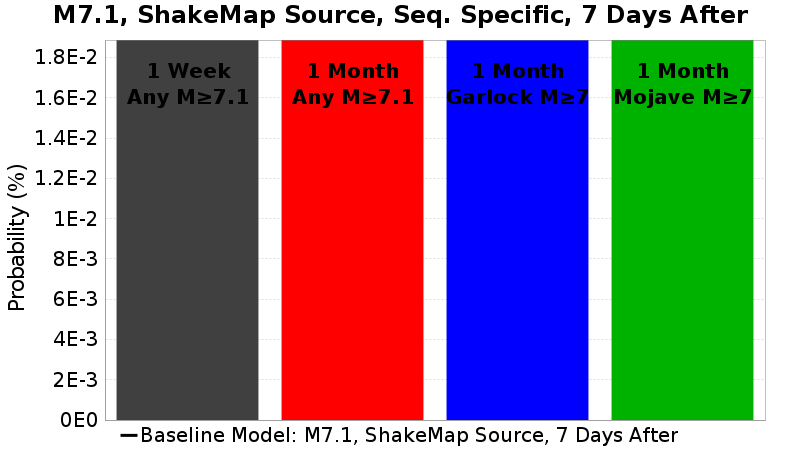 M7.1, ShakeMap Source, Seq. Specific, 7 Days After
1.8E-2
1.6E-2
1.4E-2
1.2E-2
1E-2
8E-3
6E-3
4E-3
2E-3
0E0
Probability (%)
1 Week
Any M≥7.1
1 Month
Any M≥7.1
1 Month
Garlock M≥7
1 Month
Mojave M≥7
Baseline Model: M7.1, ShakeMap Source, 7 Days After